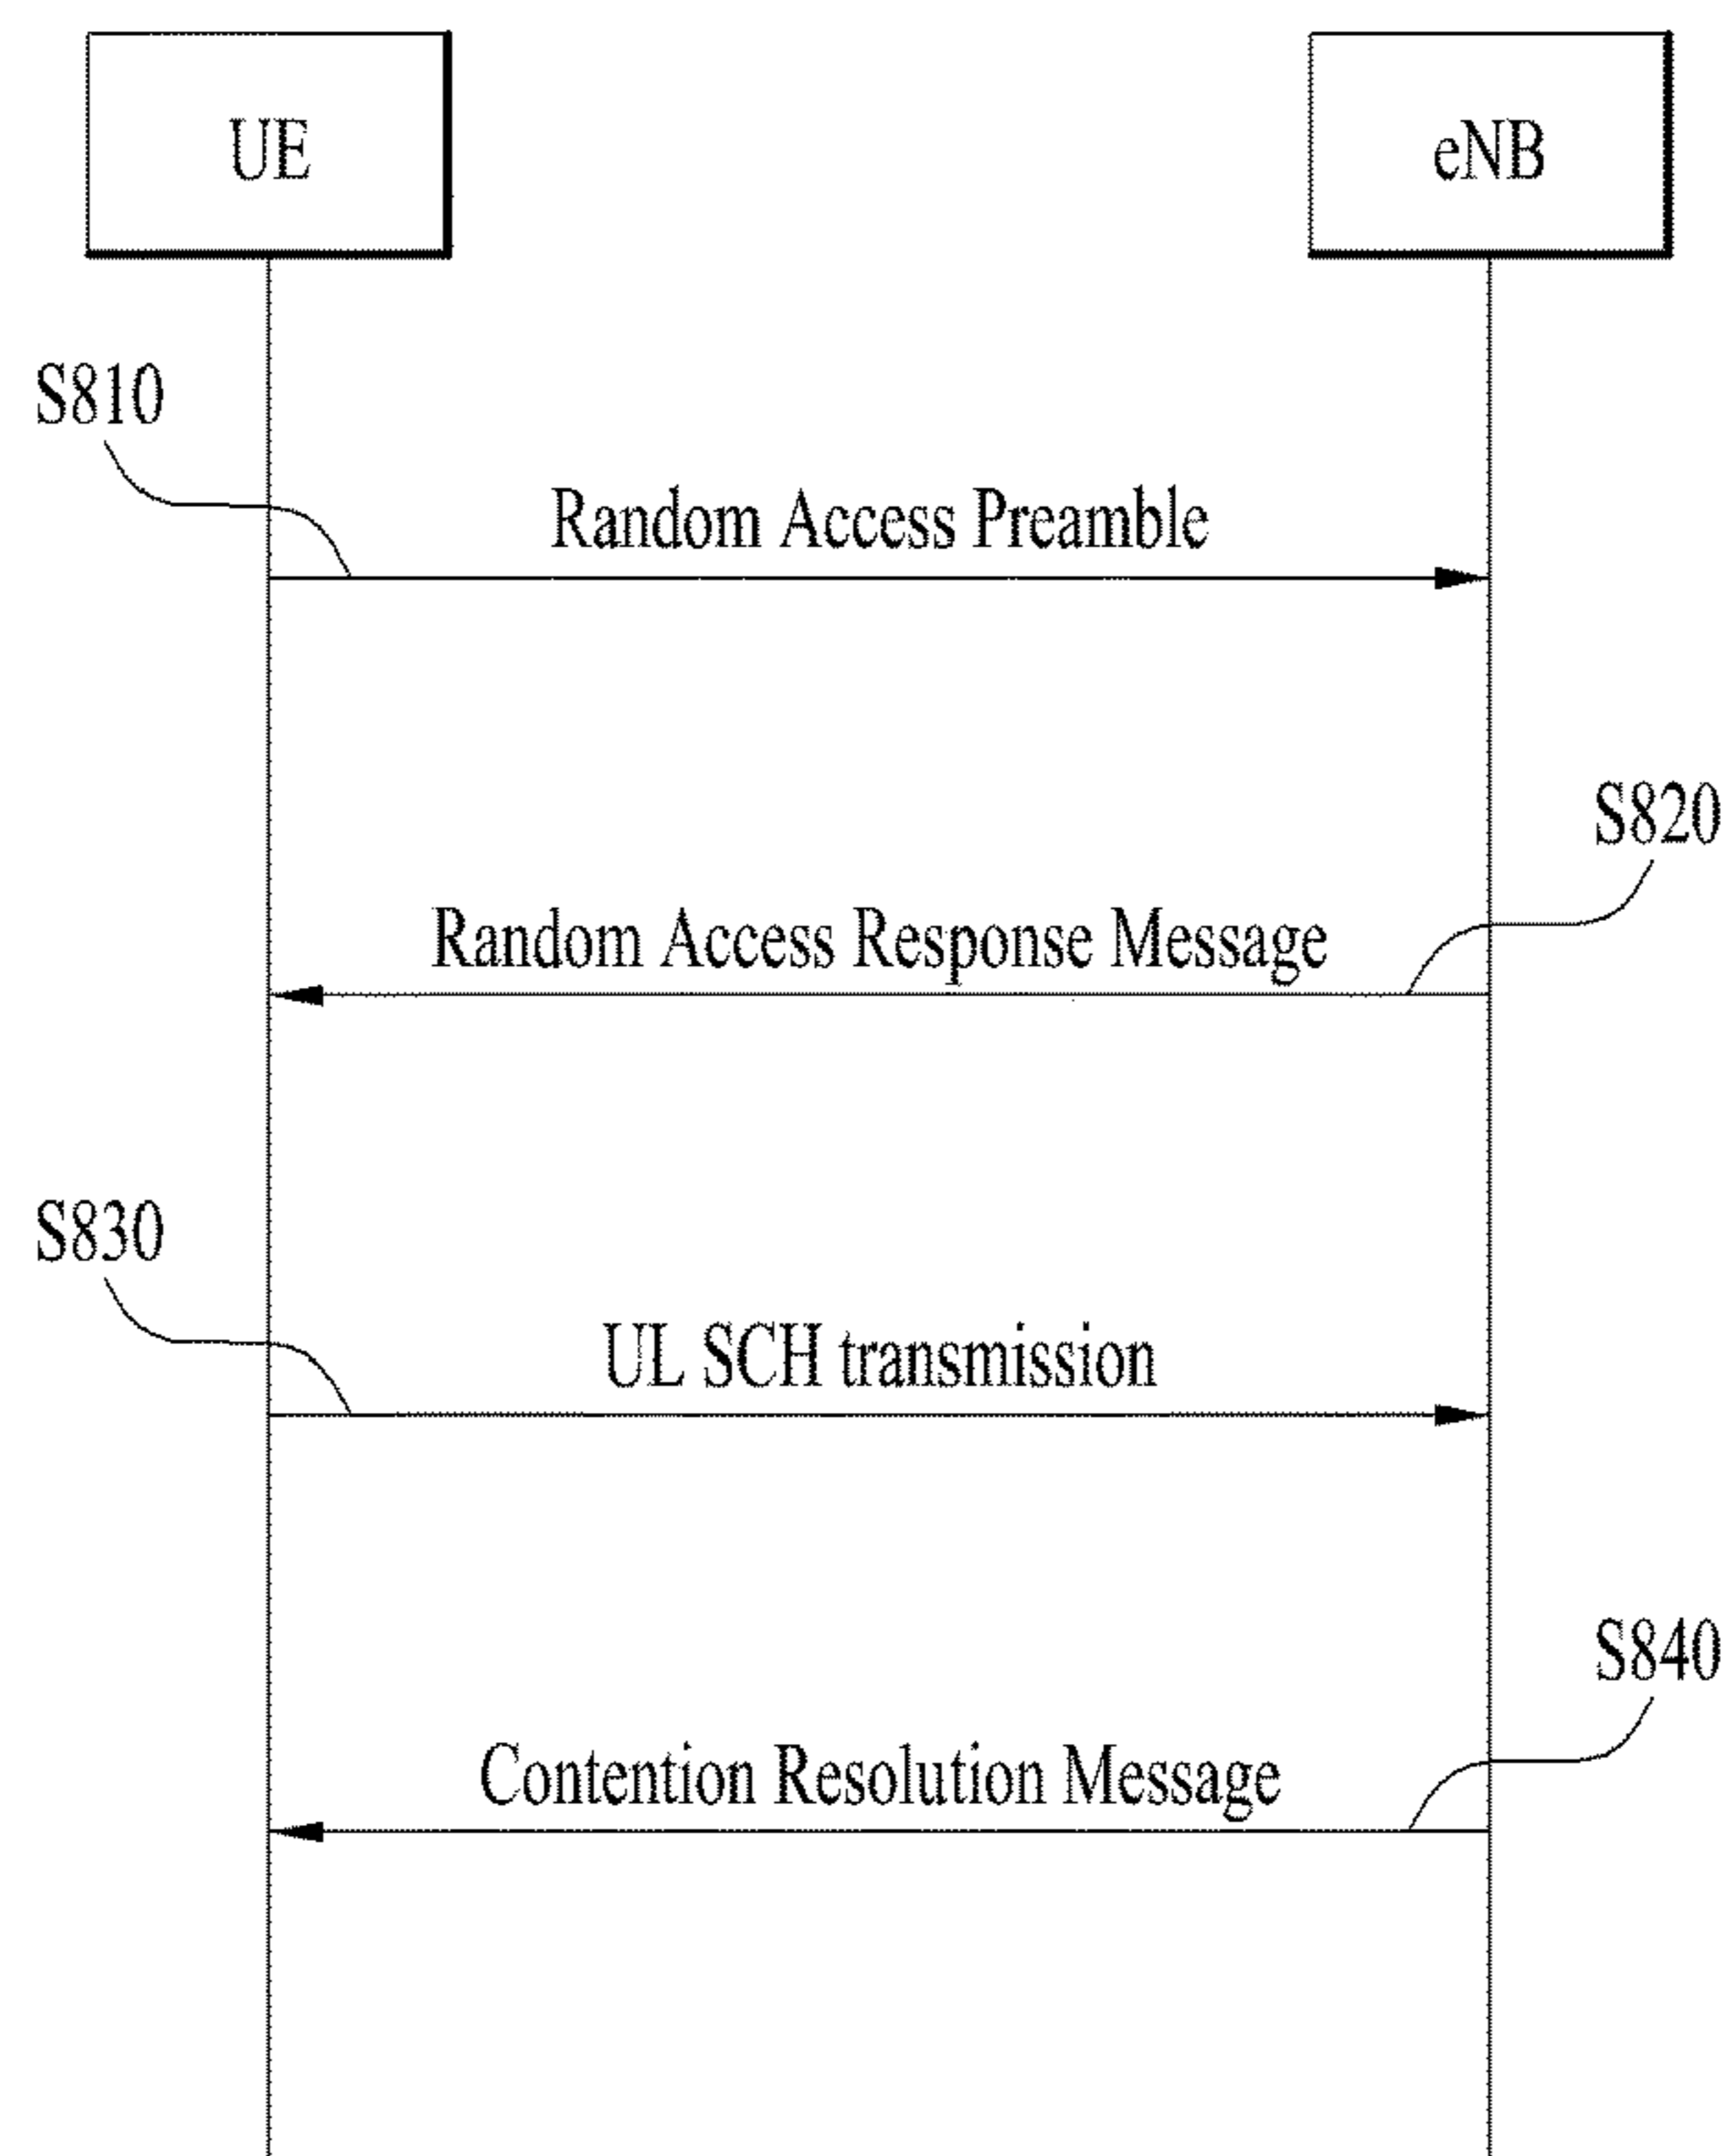 UE
eNB
S810
Random Access Preamble
S820
Random Access Response Message
S830
UL SCH transmission
S840
Contention Resolution Message